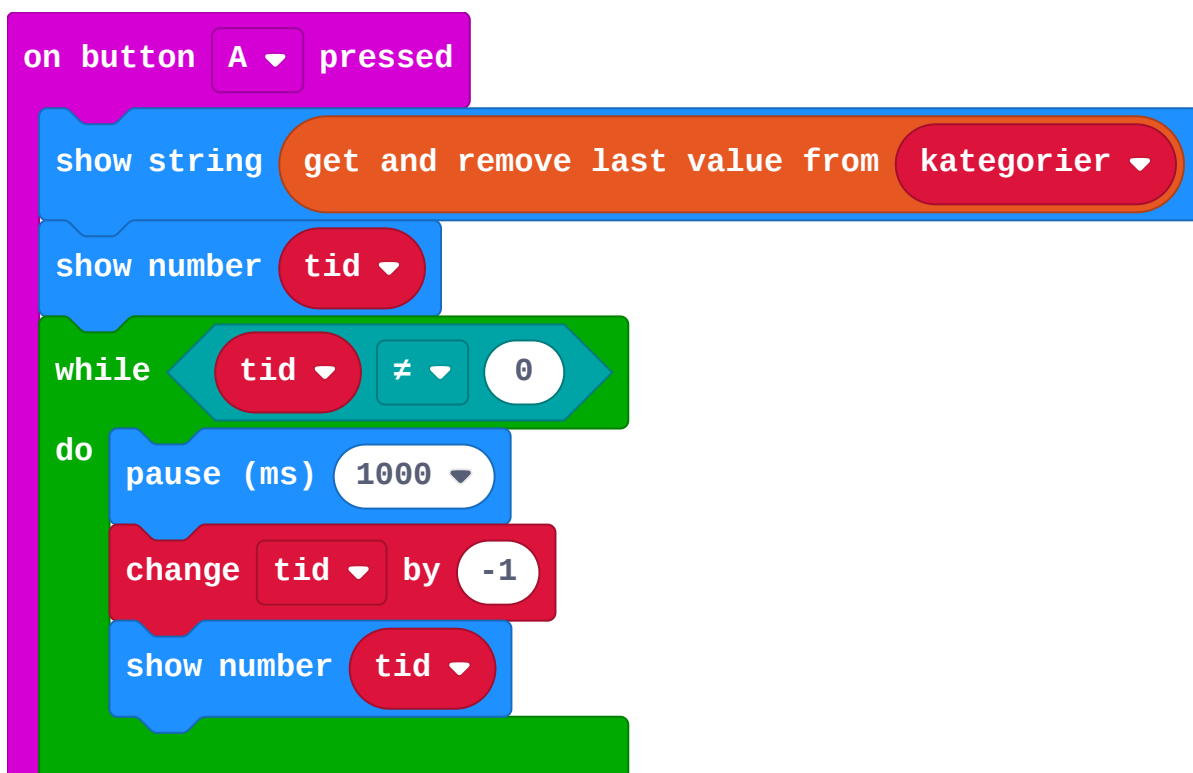 on button A pressed
show string get and remove last value from kategorier
show number tid
while tid ≠ 0
do
pause (ms) 1000
change tid by -1
show number tid